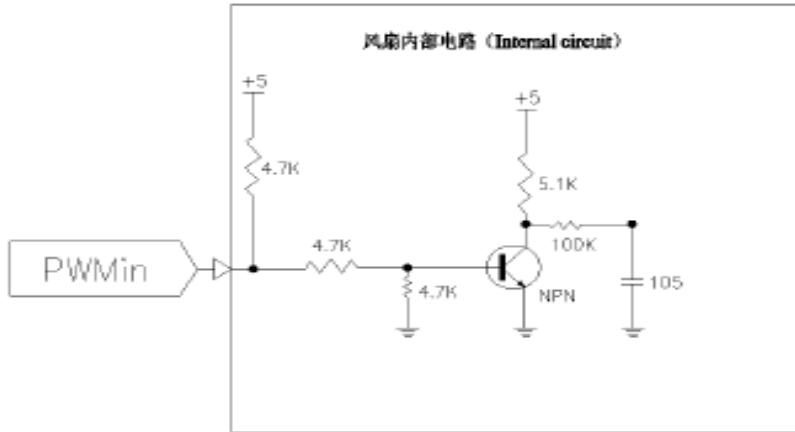 风扇内部电路（Internal circuit）
+5
+5
4.7K
5.1K
4.7K
100K
PWMin
4.7K
NPN
105